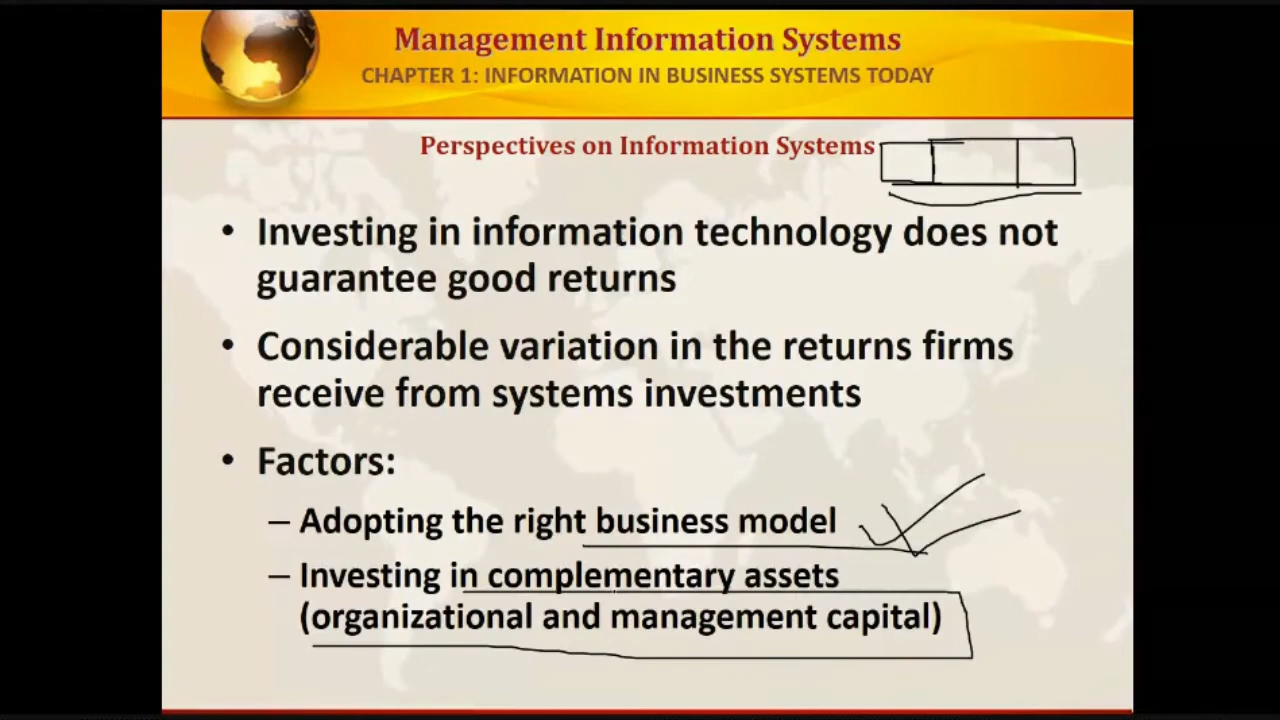 Management Information Systems
CHAPTER 1: INFORMATION IN BUSINESS SYSTEMS TODAY
Perspectives on Information Systems
• Investing in information technology does not
guarantee good returns
• Considerable variation in the returns firms
receive from systems investments
• Factors:
– Adopting the right business model
– Investing in complementary assets
(organizational and management capital)